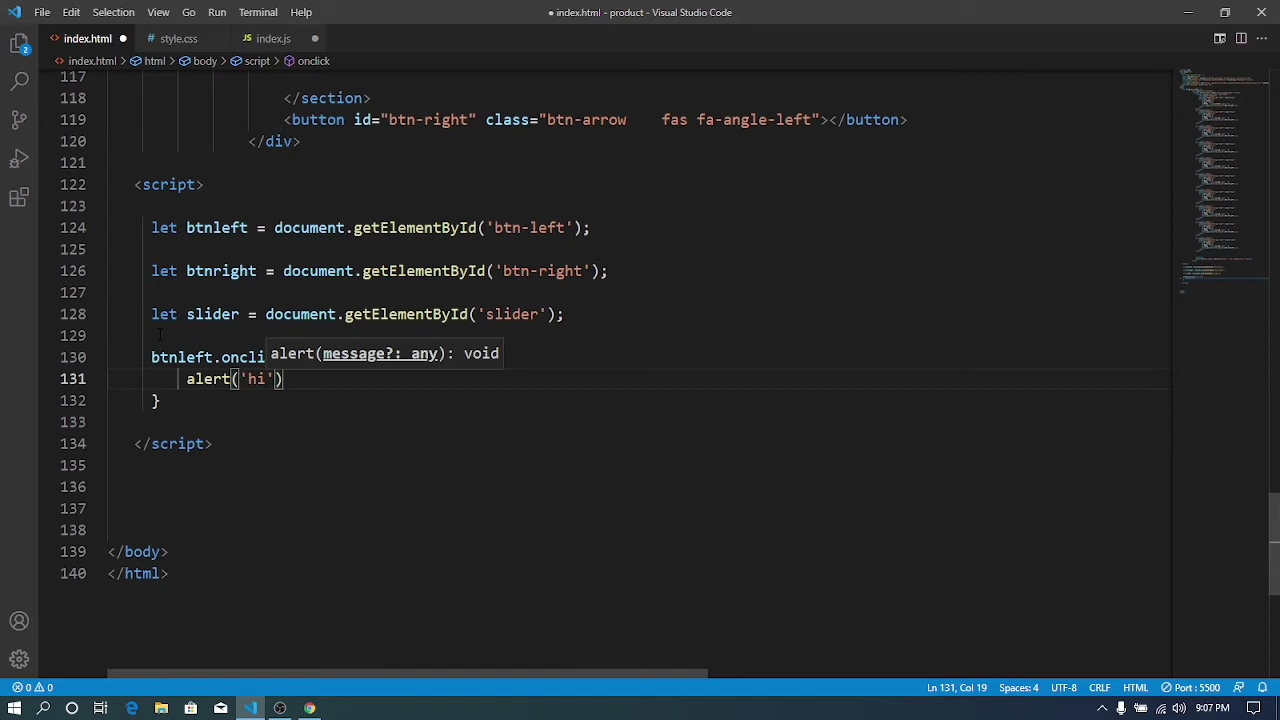 File Edit Selection View Go Run Terminal Help
● index.html - product - Visual Studio Code
index.html ● style.css JS index.js ●
index.html > html > body > script > onclick
2
117
118 </section>
119 <button id="btn-right" class="btn-arrow    fas fa-angle-left"></button>
120 </div>
121
122 <script>
123
124 let btnleft = document.getElementById('btn-left');
125
126 let btnright = document.getElementById('btn-right');
127
128 let slider = document.getElementById('slider');
129
130 btnleft.oncli
alert(message?: any): void
131 alert('hi')
132 }
133
134 </script>
135
136
137
138
139 </body>
140 </html>
0 0 Ln 131, Col 19 Spaces: 4 UTF-8 CRLF HTML Port : 5500
9:07 PM